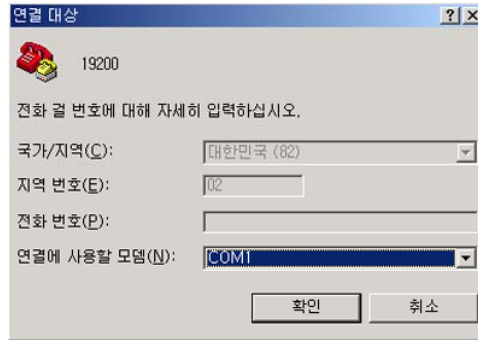 연결 대상
19200
전화 걸 번호에 대해 자세히 입력하십시오.
국가/지역(C): 대한민국 (82)
지역 번호(E): 02
전화 번호(P):
연결에 사용할 모뎀(N): COM1
확인 취소